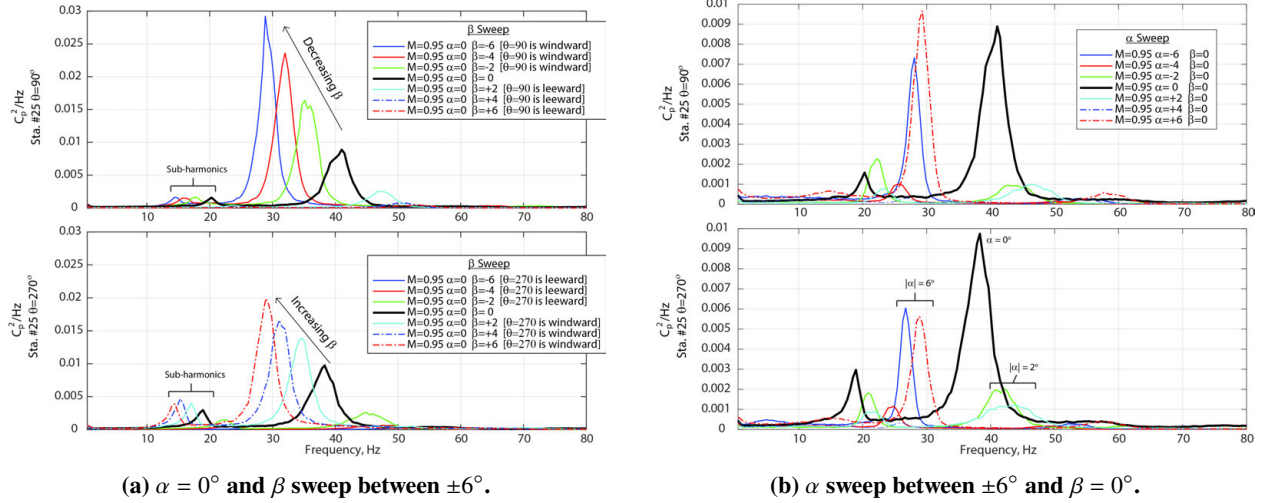 0.03
0.025
0.02
0.015
0.01
0.005
0
Cp²/Hz
Sta. #25 θ=90°
10 20 30 40 50 60 70 80
β Sweep
M=0.95 α=0 β=-6 [θ=90 is windward]
M=0.95 α=0 β=-4 [θ=90 is windward]
M=0.95 α=0 β=-2 [θ=90 is windward]
M=0.95 α=0 β=0
M=0.95 α=0 β=+2 [θ=90 is leeward]
M=0.95 α=0 β=+4 [θ=90 is leeward]
M=0.95 α=0 β=+6 [θ=90 is leeward]
Decreasing β
Sub-harmonics
0.03
0.025
0.02
0.015
0.01
0.005
0
Cp²/Hz
Sta. #25 θ=270°
β Sweep
M=0.95 α=0 β=-6 [θ=270 is leeward]
M=0.95 α=0 β=-4 [θ=270 is leeward]
M=0.95 α=0 β=-2 [θ=270 is leeward]
M=0.95 α=0 β= 0
M=0.95 α=0 β=+2 [θ=270 is windward]
M=0.95 α=0 β=+4 [θ=270 is windward]
M=0.95 α=0 β=+6 [θ=270 is windward]
Increasing β
Sub-harmonics
10 20 30 40 50 60 70 80
Frequency, Hz
(a) α = 0° and β sweep between ±6°.
0.01
0.009
0.008
0.007
0.006
0.005
0.004
0.003
0.002
0.001
0
Cp²/Hz
Sta. #25 θ=90°
10 20 30 40 50 60 70 80
α Sweep
M=0.95 α=-6 β=0
M=0.95 α=-4 β=0
M=0.95 α=-2 β=0
M=0.95 α= 0 β=0
M=0.95 α=+2 β=0
M=0.95 α=+4 β=0
M=0.95 α=+6 β=0
0.01
0.009
0.008
0.007
0.006
0.005
0.004
0.003
0.002
0.001
0
Cp²/Hz
Sta. #25 θ=270°
α = 0°
|α| = 6°
|α| = 2°
10 20 30 40 50 60 70 80
Frequency, Hz
(b) α sweep between ±6° and β = 0°.